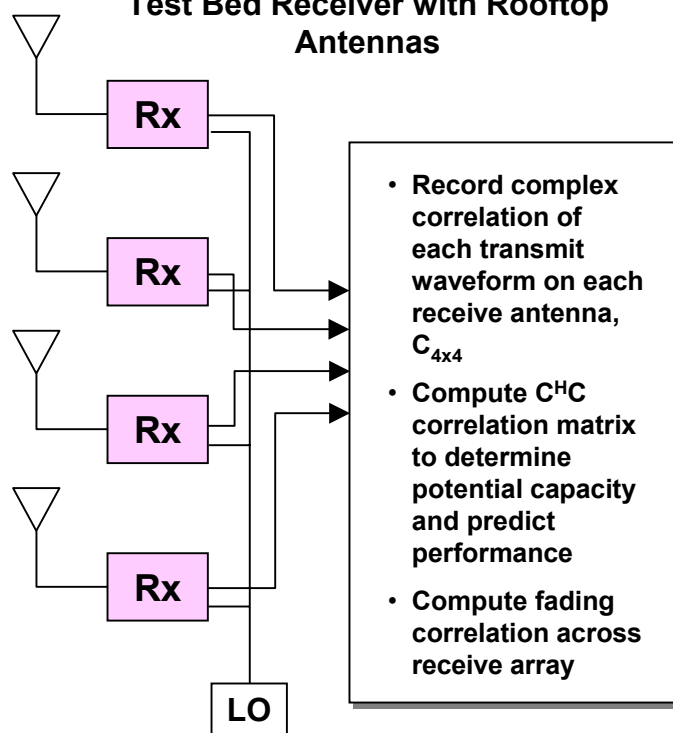 Test Bed Receiver with Rooftop
Antennas
Rx
Rx
Rx
Rx
LO
• Record complex
correlation of
each transmit
waveform on each
receive antenna,
C4x4
• Compute CHC
correlation matrix
to determine
potential capacity
and predict
performance
• Compute fading
correlation across
receive array